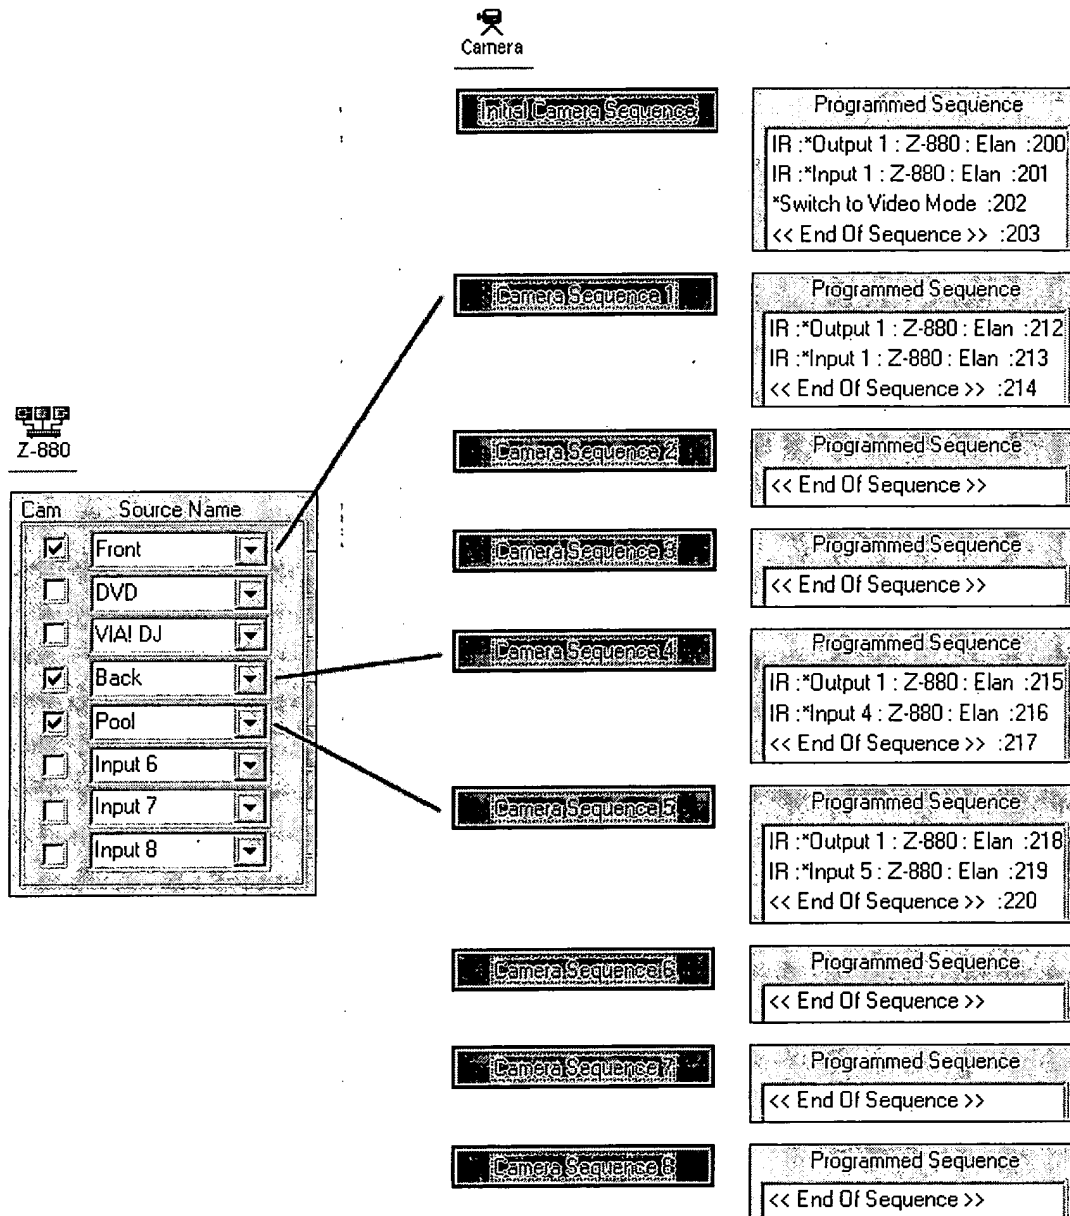 Camera
Initial Camera Sequence
Programmed Sequence
IR :*Output 1 : Z-880 : Elan :200
IR :*Input 1 : Z-880 : Elan :201
*Switch to Video Mode :202
<< End Of Sequence >> :203
Camera Sequence 1
Programmed Sequence
IR :*Output 1 : Z-880 : Elan :212
IR :*Input 1 : Z-880 : Elan :213
<< End Of Sequence >> :214
Z-880
Cam Source Name
Front
DVD
VIA! DJ
Back
Pool
Input 6
Input 7
Input 8
Camera Sequence 2
Programmed Sequence
<< End Of Sequence >>
Camera Sequence 3
Programmed Sequence
<< End Of Sequence >>
Camera Sequence 4
Programmed Sequence
IR :*Output 1 : Z-880 : Elan :215
IR :*Input 4 : Z-880 : Elan :216
<< End Of Sequence >> :217
Camera Sequence 5
Programmed Sequence
IR :*Output 1 : Z-880 : Elan :218
IR :*Input 5 : Z-880 : Elan :219
<< End Of Sequence >> :220
Camera Sequence 6
Programmed Sequence
<< End Of Sequence >>
Camera Sequence 7
Programmed Sequence
<< End Of Sequence >>
Camera Sequence 8
Programmed Sequence
<< End Of Sequence >>